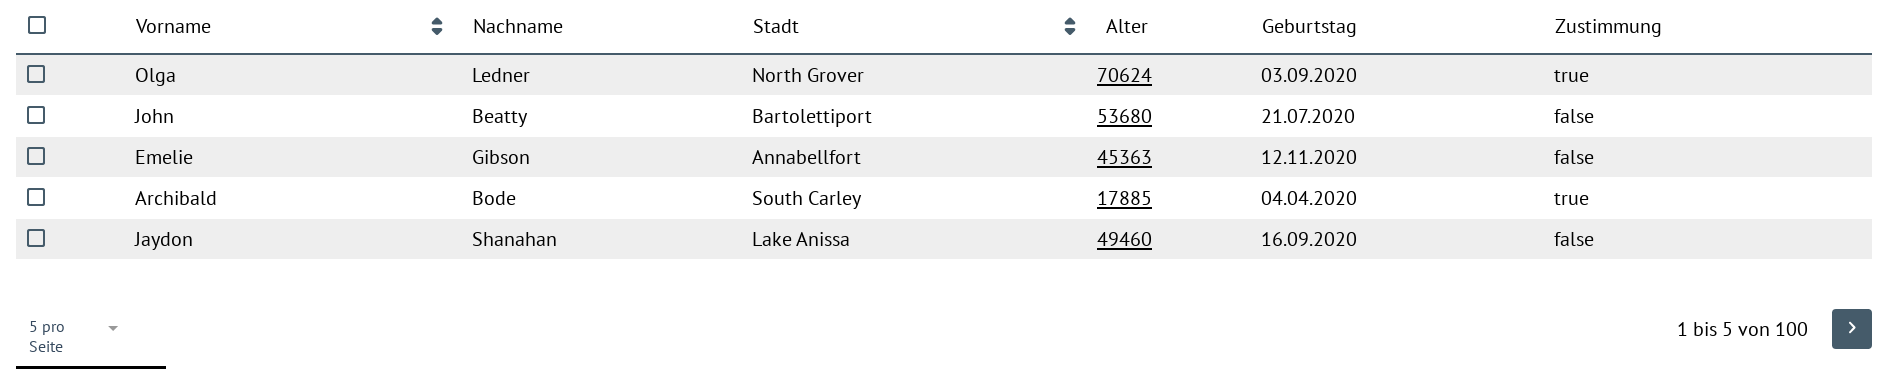 Vorname Nachname Stadt Alter Geburtstag Zustimmung
Olga Ledner North Grover 70624 03.09.2020 true
John Beatty Bartolettiport 53680 21.07.2020 false
Emelie Gibson Annabellfort 45363 12.11.2020 false
Archibald Bode South Carley 17885 04.04.2020 true
Jaydon Shanahan Lake Anissa 49460 16.09.2020 false
5 pro
Seite
1 bis 5 von 100